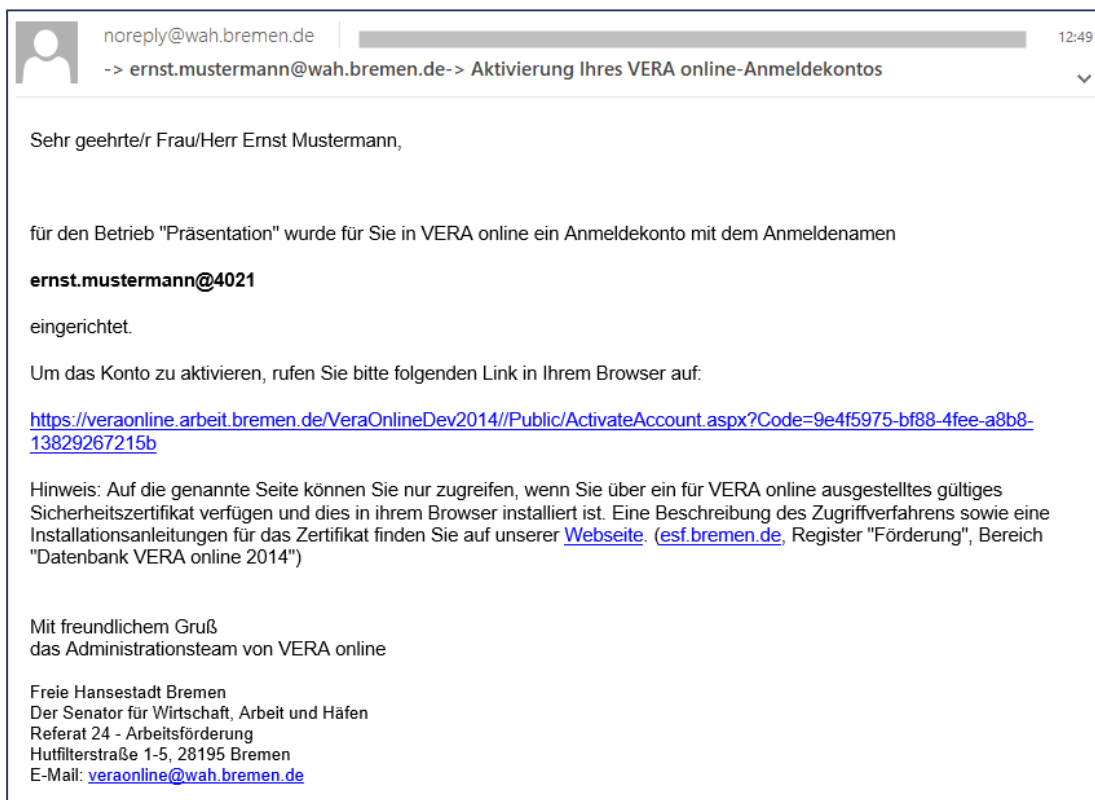 noreply@wah.bremen.de
12:49
-> ernst.mustermann@wah.bremen.de-> Aktivierung Ihres VERA online-Anmeldekontos
Sehr geehrte/r Frau/Herr Ernst Mustermann,
für den Betrieb "Präsentation" wurde für Sie in VERA online ein Anmeldekonto mit dem Anmeldenamen
ernst.mustermann@4021
eingerichtet.
Um das Konto zu aktivieren, rufen Sie bitte folgenden Link in Ihrem Browser auf:
https://veraonline.arbeit.bremen.de/VeraOnlineDev2014//Public/ActivateAccount.aspx?Code=9e4f5975-bf88-4fee-a8b8-
13829267215b
Hinweis: Auf die genannte Seite können Sie nur zugreifen, wenn Sie über ein für VERA online ausgestelltes gültiges
Sicherheitszertifikat verfügen und dies in ihrem Browser installiert ist. Eine Beschreibung des Zugriffverfahrens sowie eine
Installationsanleitungen für das Zertifikat finden Sie auf unserer Webseite. (esf.bremen.de, Register "Förderung", Bereich
"Datenbank VERA online 2014")
Mit freundlichem Gruß
das Administrationsteam von VERA online
Freie Hansestadt Bremen
Der Senator für Wirtschaft, Arbeit und Häfen
Referat 24 - Arbeitsförderung
Hutfilterstraße 1-5, 28195 Bremen
E-Mail: veraonline@wah.bremen.de